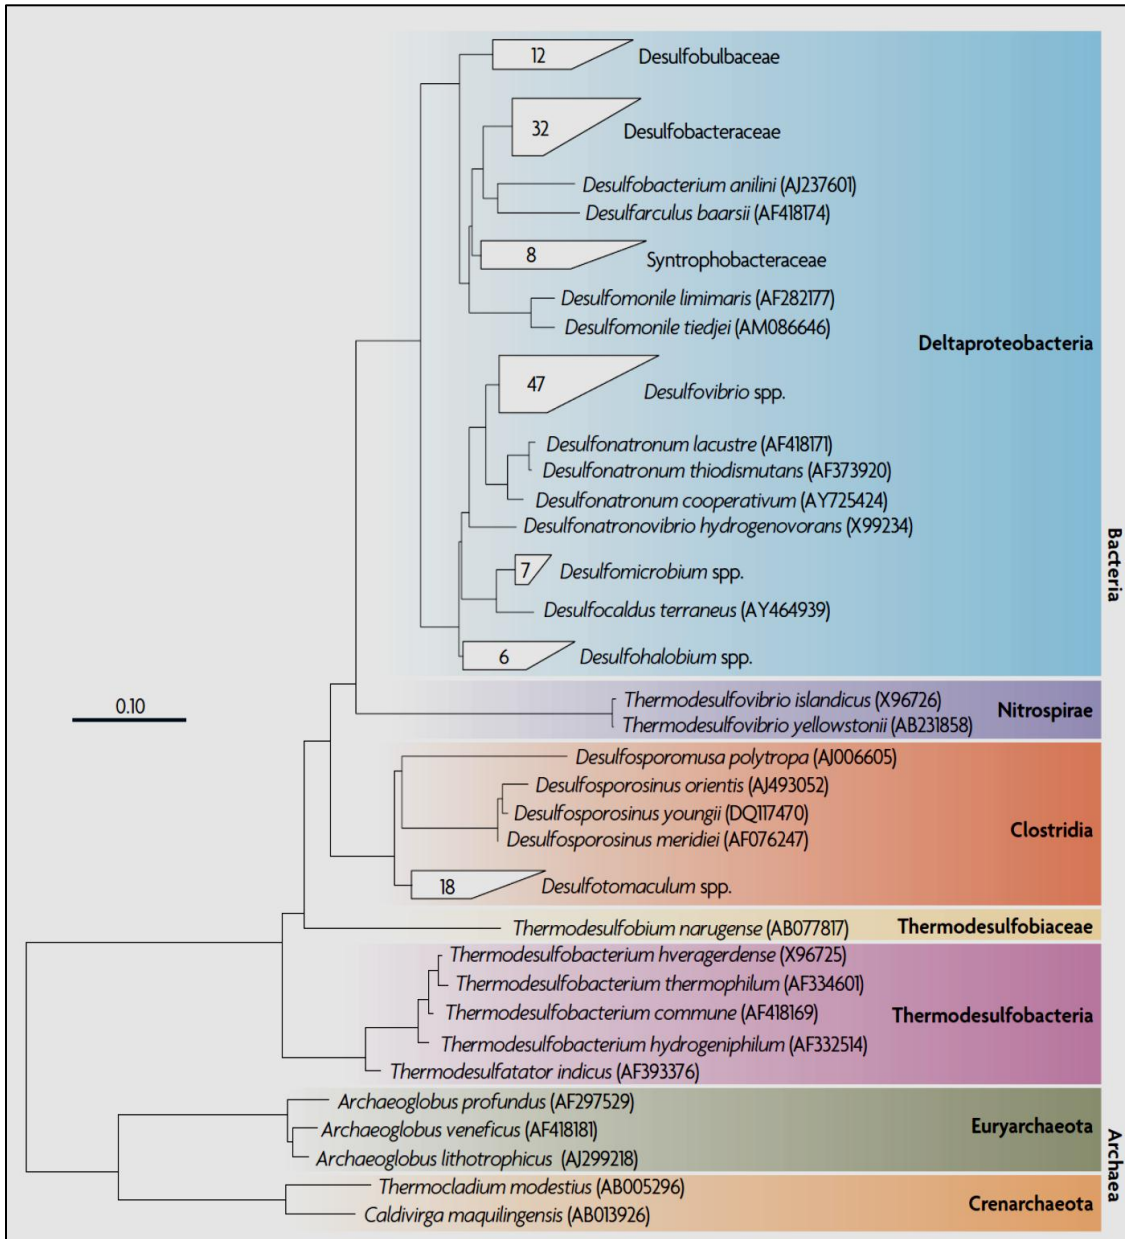 12 Desulfobulbaceae
32 Desulfobacteraceae
Desulfobacterium anilini (AJ237601)
Desulfarculus baarsii (AF418174)
8 Syntrophobacteraceae
Desulfomonile limimaris (AF282177)
Desulfomonile tiedjei (AM086646)
Deltaproteobacteria
47 Desulfovibrio spp.
Desulfonatronum lacustre (AF418171)
Desulfonatronum thiodismutans (AF373920)
Desulfonatronum cooperativum (AY725424)
Desulfonatronovibrio hydrogenovorans (X99234)
Bacteria
7 Desulfomicrobium spp.
Desulfocaldus terraneus (AY464939)
6 Desulfohalobium spp.
0.10
Thermodesulfovibrio islandicus (X96726)
Nitrospirae
Thermodesulfovibrio yellowstonii (AB231858)
Desulfosporomusa polytropa (AJ006605)
Desulfosporosinus orientis (AJ493052)
Desulfosporosinus youngii (DQ117470)
Clostridia
Desulfosporosinus meridiei (AF076247)
18 Desulfotomaculum spp.
Thermodesulfobium narugense (AB077817) Thermodesulfobiaceae
Thermodesulfobacterium hveragerdense (X96725)
Thermodesulfobacterium thermophilum (AF334601)
Thermodesulfobacterium commune (AF418169) Thermodesulfobacteria
Thermodesulfobacterium hydrogeniphilum (AF332514)
Thermodesulfatator indicus (AF393376)
Archaeoglobus profundus (AF297529)
Archaeoglobus veneficus (AF418181) Euryarchaeota
Archaeoglobus lithotrophicus (AJ299218)
Archaea
Thermocladium modestius (AB005296)
Crenarchaeota
Caldivirga maquilingensis (AB013926)